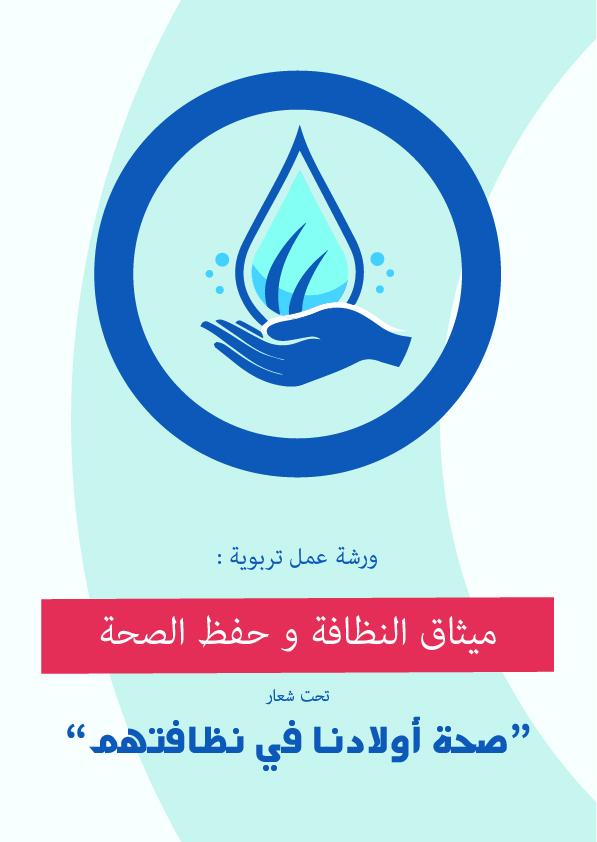 ورشة عمل تربوية :
ميثاق النظافة و حفظ الصحة
تحت شعار
”صحة أولادنا في نظافتهم“